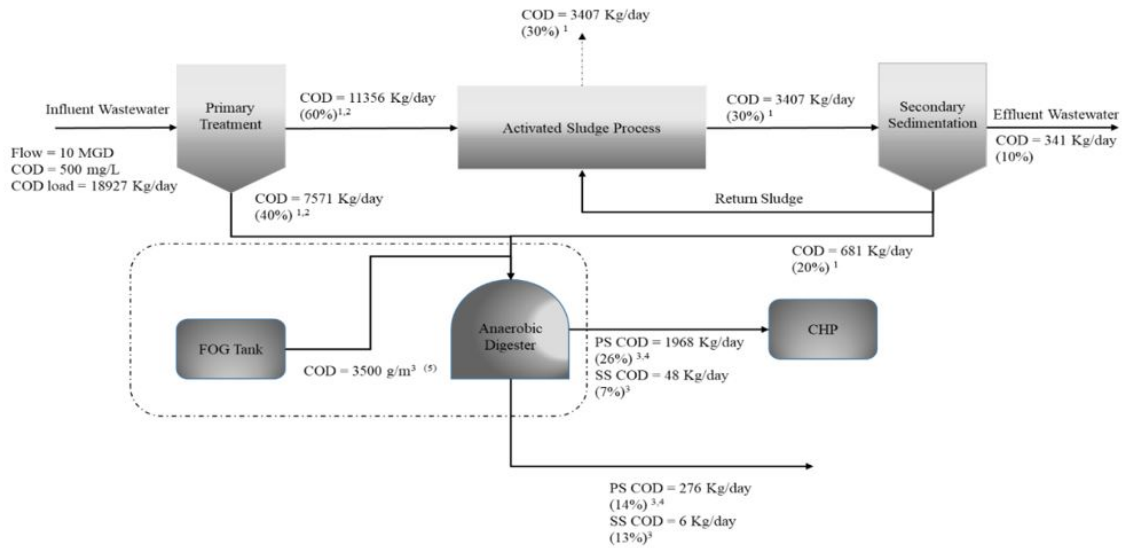 COD = 3407 Kg/day
(30%) ¹
Influent Wastewater
Flow = 10 MGD
COD = 500 mg/L
COD load = 18927 Kg/day
Primary
Treatment
COD = 11356 Kg/day
(60%)¹,²
Activated Sludge Process
COD = 3407 Kg/day
(30%) ¹
Secondary
Sedimentation
Effluent Wastewater
COD = 341 Kg/day
(10%)
COD = 7571 Kg/day
(40%) ¹,²
Return Sludge
COD = 681 Kg/day
(20%) ¹
FOG Tank
COD = 3500 g/m³ ⁽⁵⁾
Anaerobic
Digester
PS COD = 1968 Kg/day
(26%) ³,⁴
SS COD = 48 Kg/day
(7%)³
CHP
PS COD = 276 Kg/day
(14%) ³,⁴
SS COD = 6 Kg/day
(13%)³